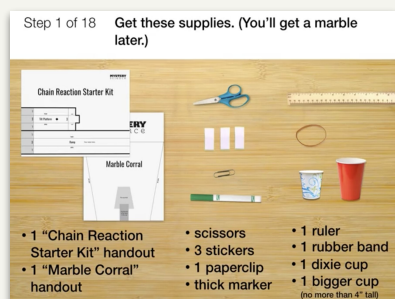 Step 1 of 18
Get these supplies. (You'll get a marble
later.)
MYSTERY
Chain Reaction Starter Kit
Marble Corral
• 1 "Chain Reaction
Starter Kit" handout
• 1 "Marble Corral"
handout
• scissors
• 3 stickers
• 1 paperclip
• thick marker
• 1 ruler
• 1 rubber band
• 1 dixie cup
• 1 bigger cup
(no more than 4" tall)